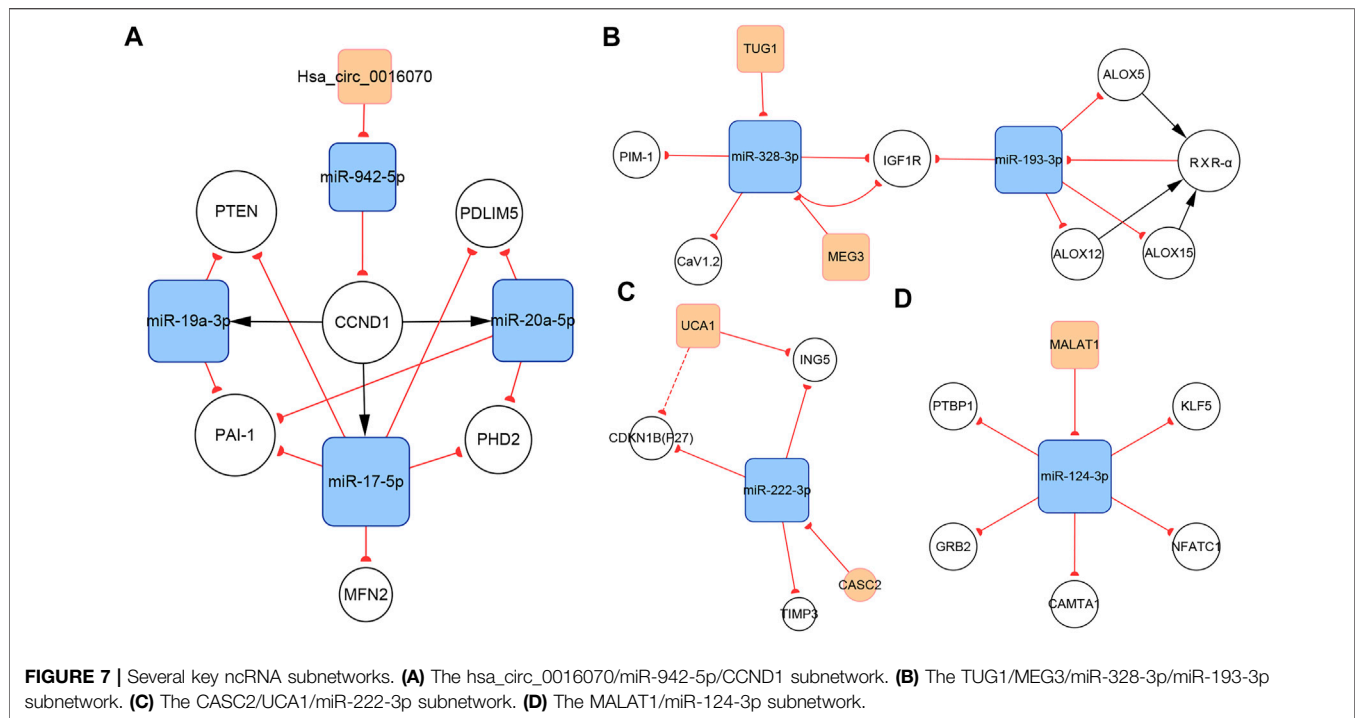 A
Hsa_circ_0016070
miR-942-5p
PTEN
PDLIM5
miR-19a-3p
CCND1
miR-20a-5p
PAI-1
PHD2
miR-17-5p
MFN2
B
TUG1
PIM-1
miR-328-3p
IGF1R
CaV1.2
MEG3
miR-193-3p
ALOX5
RXR-α
ALOX12
ALOX15
C
UCA1
ING5
CDKN1B(P27)
miR-222-3p
CASC2
TIMP3
D
MALAT1
PTBP1
KLF5
miR-124-3p
GRB2
NFATC1
CAMTA1
FIGURE 7 | Several key ncRNA subnetworks. (A) The hsa_circ_0016070/miR-942-5p/CCND1 subnetwork. (B) The TUG1/MEG3/miR-328-3p/miR-193-3p
subnetwork. (C) The CASC2/UCA1/miR-222-3p subnetwork. (D) The MALAT1/miR-124-3p subnetwork.